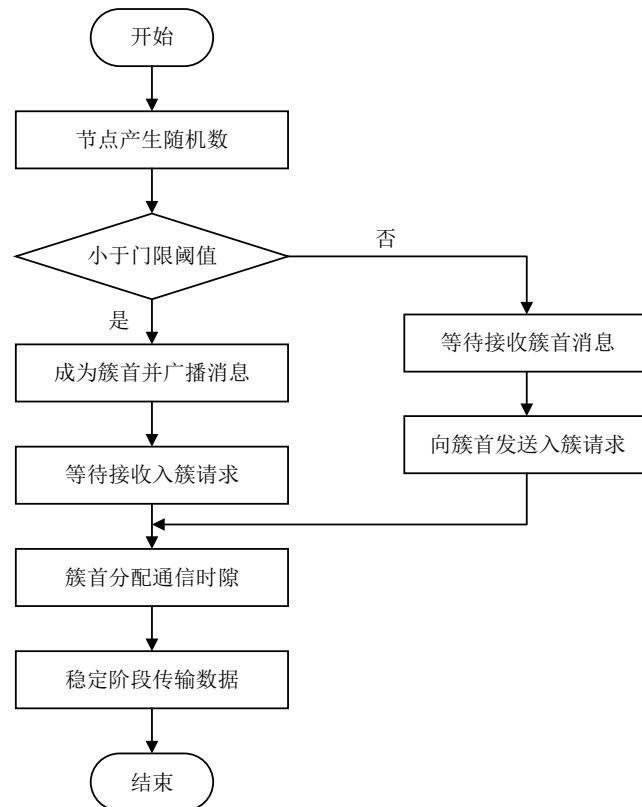 开始
节点产生随机数
小于门限阈值
否
是
成为簇首并广播消息
等待接收入簇请求
等待接收簇首消息
向簇首发送入簇请求
簇首分配通信时隙
稳定阶段传输数据
结束